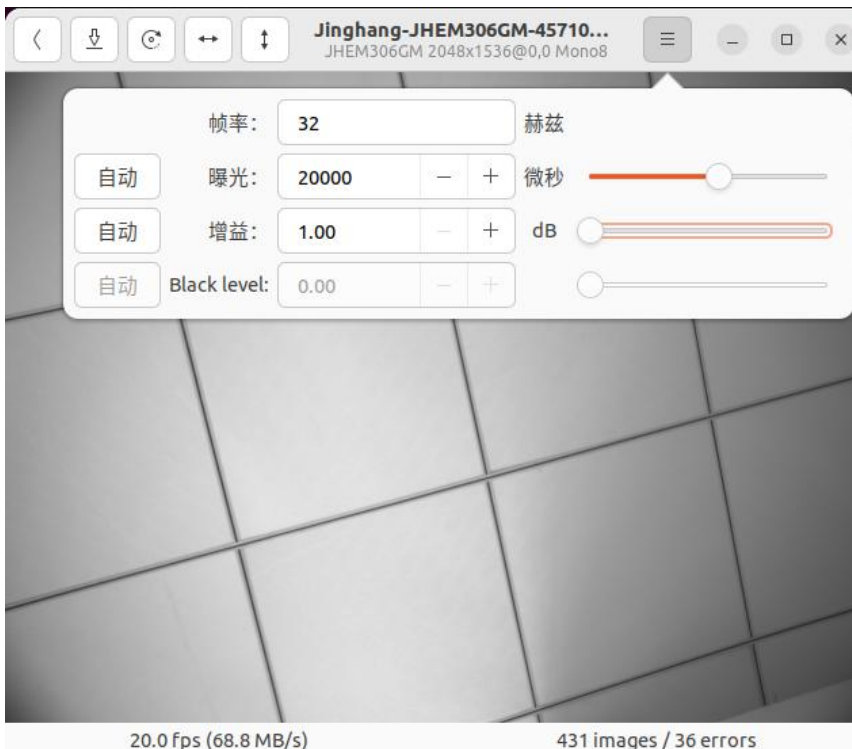 Jinghang-JHEM306GM-45710...
JHEM306GM 2048x1536@0,0 Mono8
帧率： 32 赫兹
自动 曝光： 20000 微秒
自动 增益： 1.00 dB
自动 Black level: 0.00
20.0 fps (68.8 MB/s) 431 images / 36 errors